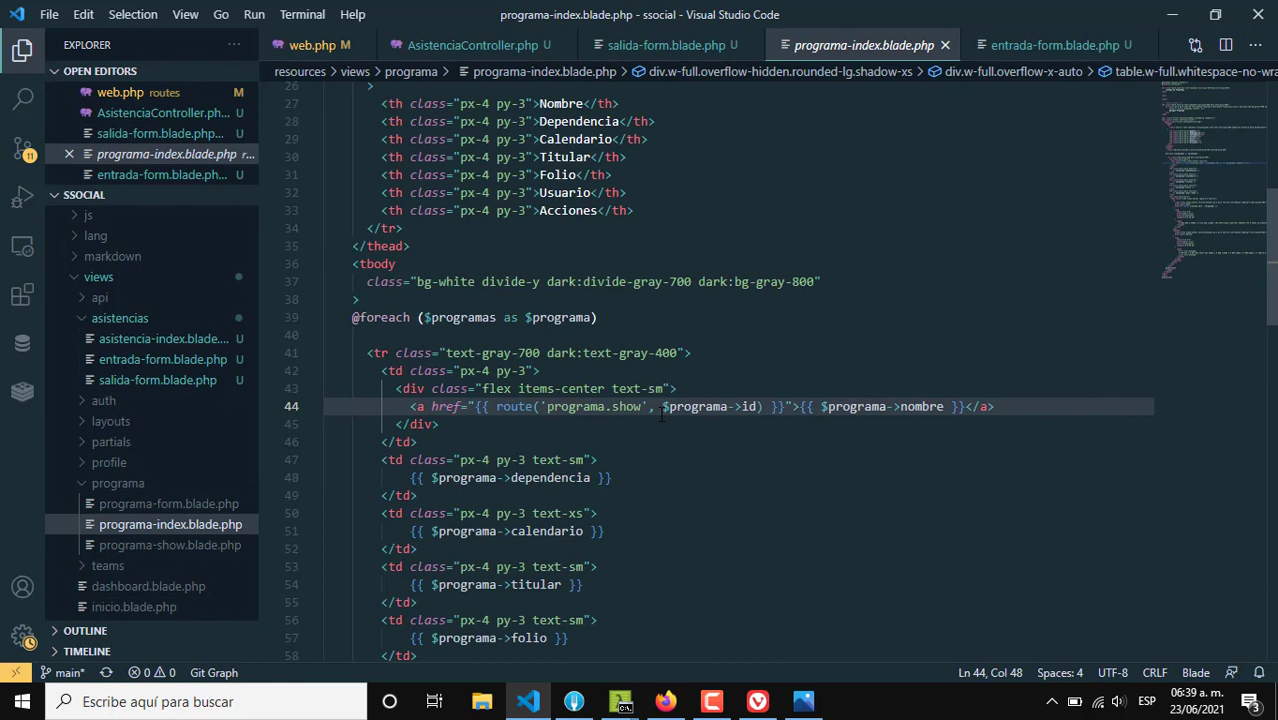 File Edit Selection View Go Run Terminal Help
programa-index.blade.php - ssocial - Visual Studio Code
EXPLORER
web.php M
AsistenciaController.php U
salida-form.blade.php U
programa-index.blade.php
entrada-form.blade.php U
OPEN EDITORS
resources > views > programa > programa-index.blade.php > div.w-full.overflow-hidden.rounded-lg.shadow-xs > div.w-full.overflow-x-auto > table.w-full.whitespace-no-wra
web.php routes M
AsistenciaController.ph... U
salida-form.blade.php... U
programa-index.blade.php r...
entrada-form.blade.ph... U
SSOCIAL
js
lang
markdown
views
api
asistencias
asistencia-index.blade.... U
entrada-form.blade.php U
salida-form.blade.php U
auth
layouts
partials
profile
programa
programa-form.blade.php
programa-index.blade.php
programa-show.blade.php
teams
dashboard.blade.php
inicio.blade.php
OUTLINE
TIMELINE
26 >
27 <th class="px-4 py-3">Nombre</th>
28 <th class="px-4 py-3">Dependencia</th>
29 <th class="px-4 py-3">Calendario</th>
30 <th class="px-4 py-3">Titular</th>
31 <th class="px-4 py-3">Folio</th>
32 <th class="px-4 py-3">Usuario</th>
33 <th class="px-4 py-3">Acciones</th>
34 </tr>
35 </thead>
36 <tbody
37 class="bg-white divide-y dark:divide-gray-700 dark:bg-gray-800"
38 >
39 @foreach ($programas as $programa)
40
41 <tr class="text-gray-700 dark:text-gray-400">
42 <td class="px-4 py-3">
43 <div class="flex items-center text-sm">
44 <a href="{{ route('programa.show', $programa->id) }}">{{ $programa->nombre }}</a>
45 </div>
46 </td>
47 <td class="px-4 py-3 text-sm">
48 {{ $programa->dependencia }}
49 </td>
50 <td class="px-4 py-3 text-xs">
51 {{ $programa->calendario }}
52 </td>
53 <td class="px-4 py-3 text-sm">
54 {{ $programa->titular }}
55 </td>
56 <td class="px-4 py-3 text-sm">
57 {{ $programa->folio }}
58 </td>
11
main* 0 0 Git Graph
Ln 44, Col 48 Spaces: 4 UTF-8 CRLF Blade
Escribe aquí para buscar
ESP
06:39 a. m.
23/06/2021
3